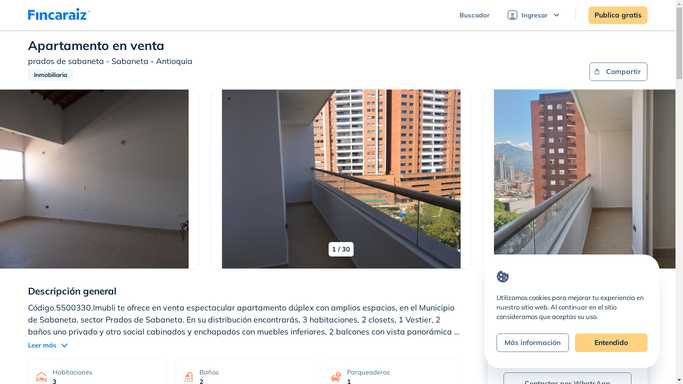 Fincaraiz
Buscador
Ingresar
Publica gratis
Apartamento en venta
prados de sabaneta - Sabaneta - Antioquia
Inmobiliaria
Compartir
1 / 30
Descripción general
Código.5500330.Imubli te ofrece en venta espectacular apartamento dúplex con amplios espacios, en el Municipio
de Sabaneta, sector Prados de Sabaneta. En su distribución encontrarás, 3 habitaciones, 2 closets, 1 Vestier, 2
baños uno privado y otro social cabinados y enchapados con muebles inferiores, 2 balcones con vista panorámica ...
Leer más
Habitaciones
3
Baños
2
Parqueaderos
1
Utilizamos cookies para mejorar tu experiencia en
nuestro sitio web. Al continuar en el sitio
consideramos que aceptas su uso.
Más información
Entendido
Contactar por WhatsApp